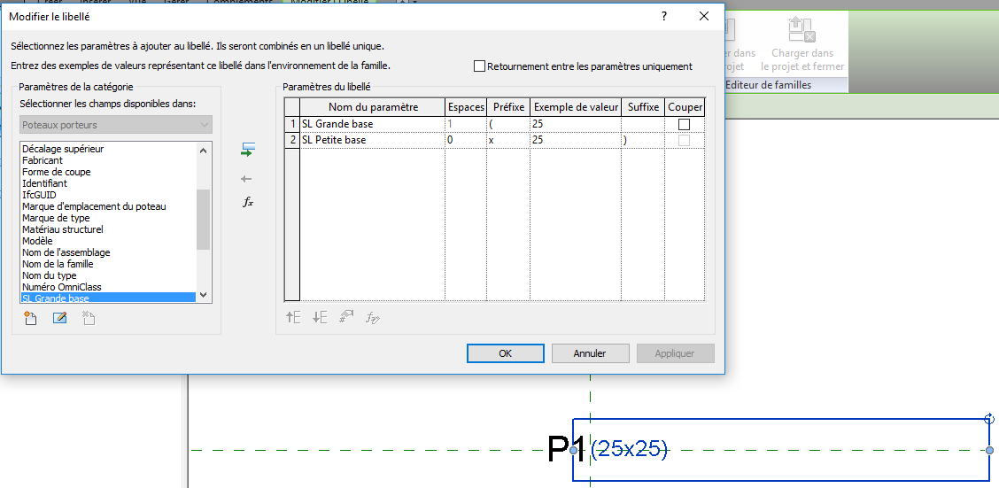 Modifier le libellé
?
Sélectionnez les paramètres à ajouter au libellé. Ils seront combinés en un libellé unique.
Entrez des exemples de valeurs représentant ce libellé dans l'environnement de la famille.
Retournement entre les paramètres uniquement
Paramètres de la catégorie
Sélectionner les champs disponibles dans:
Poteaux porteurs
Décalage supérieur
Fabricant
Forme de coupe
Identifiant
IfcGUID
Marque d'emplacement du poteau
Marque de type
Matériau structurel
Modèle
Nom de l'assemblage
Nom de la famille
Nom du type
Numéro OmniClass
SL Grande base
fx
Paramètres du libellé
Nom du paramètre Espaces Préfixe Exemple de valeur Suffixe Couper
1 SL Grande base 1 ( 25
2 SL Petite base 0 x 25 )
OK Annuler Appliquer
dans
Charger dans
le projet et fermer
Editeur de familles
P1 (25x25)